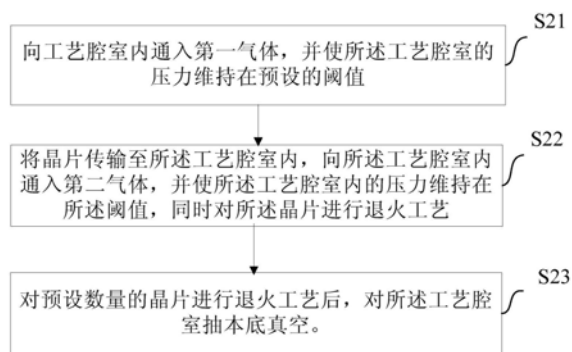 S21
向工艺腔室内通入第一气体，并使所述工艺腔室的
压力维持在预设的阈值
S22
将晶片传输至所述工艺腔室内，向所述工艺腔室内
通入第二气体，并使所述工艺腔室内的压力维持在
所述阈值，同时对所述晶片进行退火工艺
S23
对预设数量的晶片进行退火工艺后，对所述工艺腔
室抽本底真空。